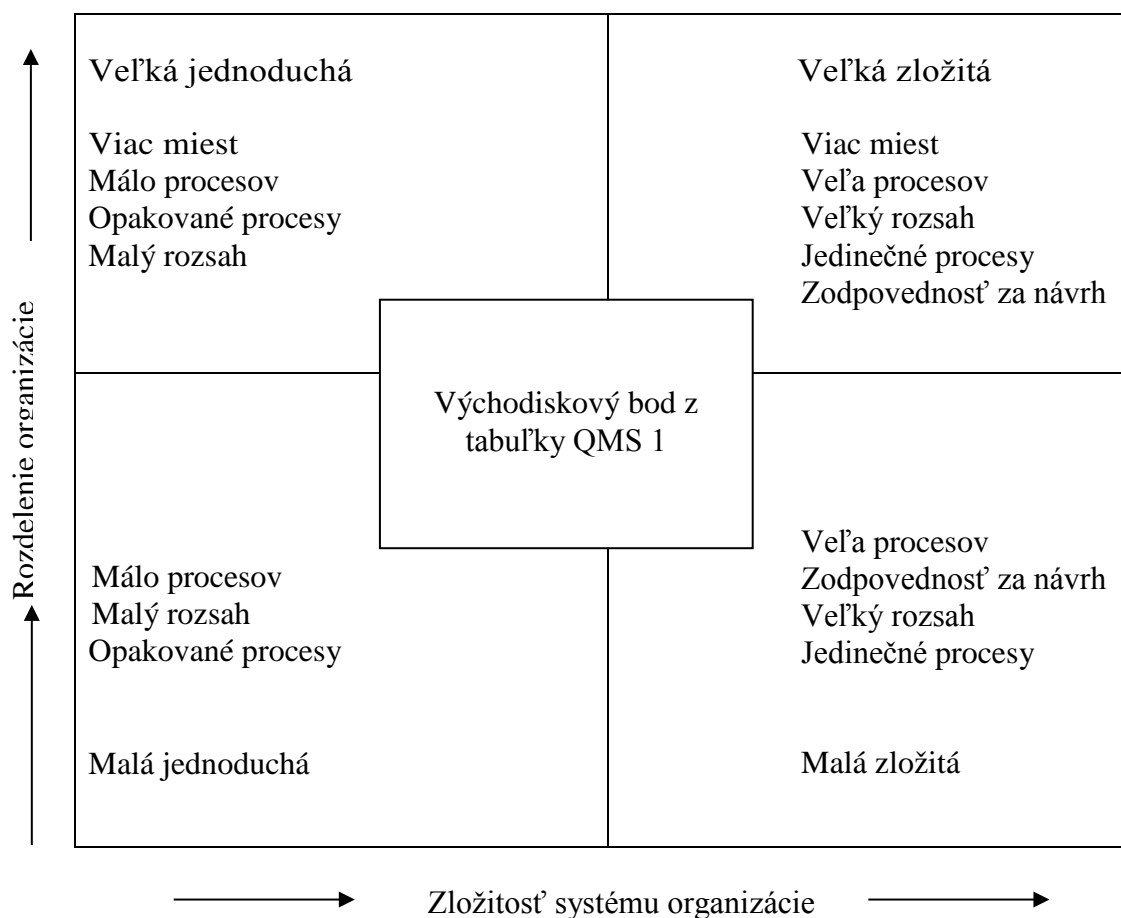 Veľká jednoduchá
Viac miest
Málo procesov
Opakované procesy
Malý rozsah
Veľká zložitá
Viac miest
Veľa procesov
Veľký rozsah
Jedinečné procesy
Zodpovednosť za návrh
Rozdelenie organizácie
Východiskový bod z
tabuľky QMS 1
Málo procesov
Malý rozsah
Opakované procesy
Malá jednoduchá
Veľa procesov
Zodpovednosť za návrh
Veľký rozsah
Jedinečné procesy
Malá zložitá
Zložitosť systému organizácie